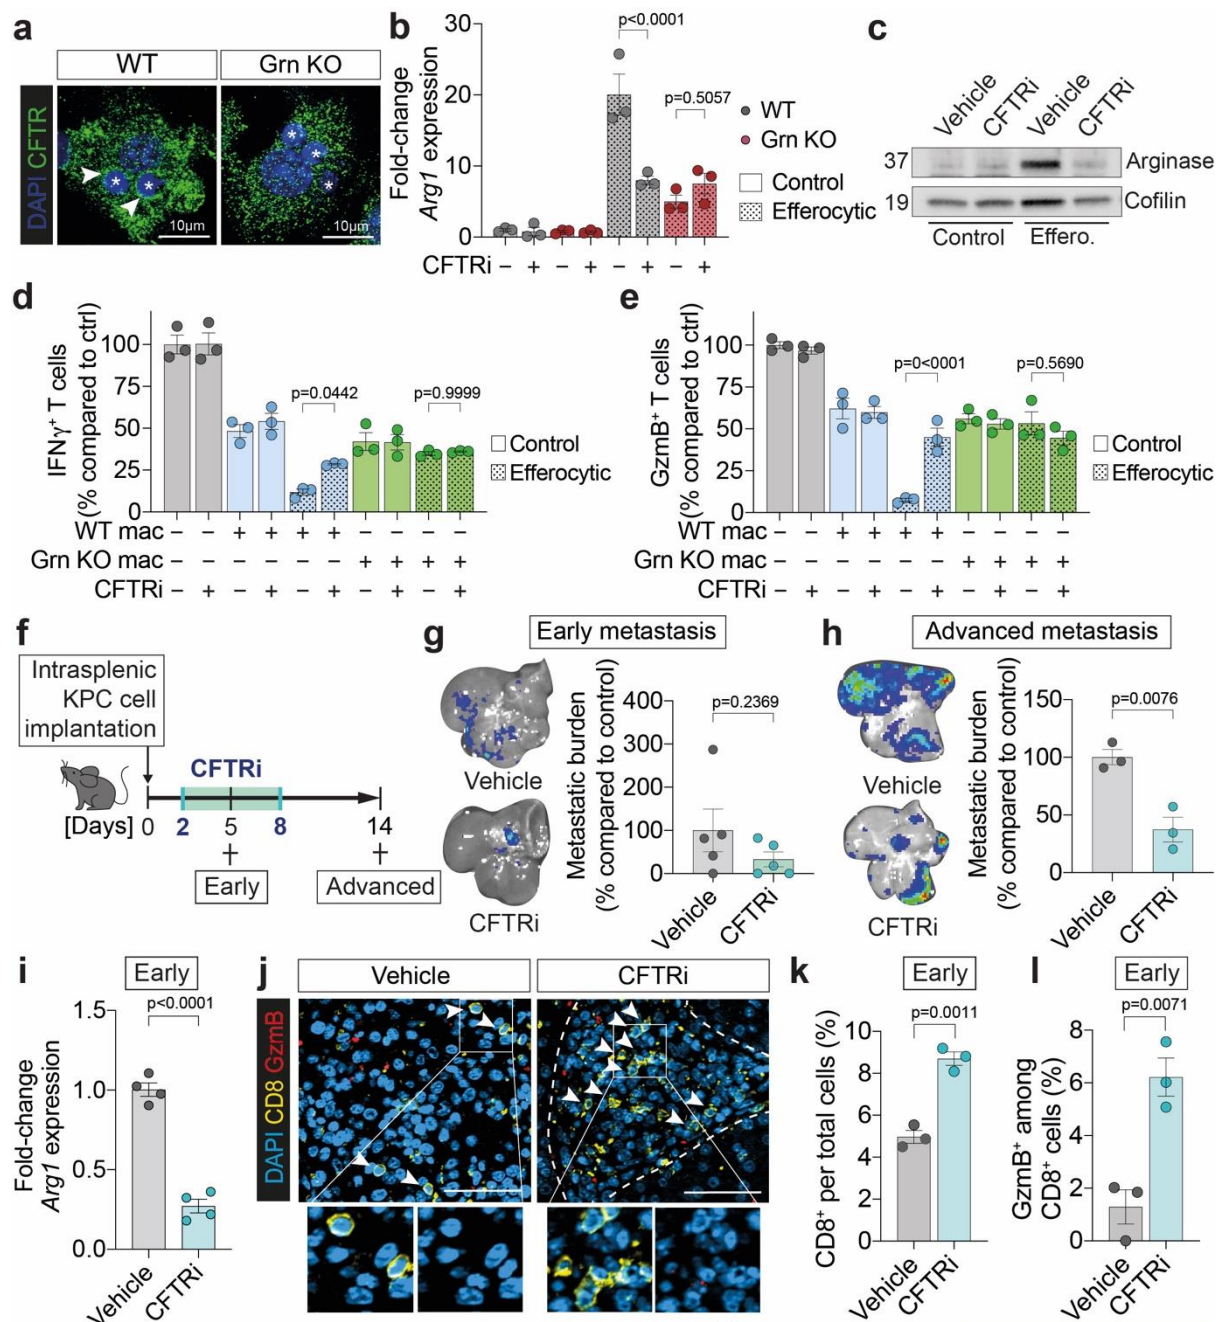 a
WT
Grn KO
DAPI CFTR
*
*
*
*
*
*
10µm
10µm
b
Fold-change
Arg1 expression
30
20
10
0
p<0.0001
p=0.5057
WT
Grn KO
Control
Efferocytic
CFTRi – + – + – + – +
c
Vehicle
CFTRi
Vehicle
CFTRi
37
Arginase
19
Cofilin
Control
Effero.
d
IFNγ+ T cells
(% compared to ctrl)
100
75
50
25
0
p=0.0442
p=0.9999
Control
Efferocytic
WT mac – – + + + + – – – –
Grn KO mac – – – – – – + + + +
CFTRi – + – + – + – + – +
e
GzmB+ T cells
(% compared to ctrl)
100
75
50
25
0
p=0<0001
p=0.5690
Control
Efferocytic
WT mac – – + + + + – – – –
Grn KO mac – – – – – – + + + +
CFTRi – + – + – + – + – +
f
Intrasplenic
KPC cell
implantation
CFTRi
[Days] 0 2 5 8 14
Early
Advanced
g
Early metastasis
Vehicle
CFTRi
Metastatic burden
(% compared to control)
400
300
200
100
0
p=0.2369
Vehicle
CFTRi
h
Advanced metastasis
Vehicle
CFTRi
Metastatic burden
(% compared to control)
150
100
50
0
p=0.0076
Vehicle
CFTRi
i
Early
Fold-change
Arg1 expression
1.5
1.0
0.5
0.0
p<0.0001
Vehicle
CFTRi
j
Vehicle
CFTRi
DAPI CD8 GzmB
k
Early
CD8+ per total cells (%)
10
8
6
4
2
0
p=0.0011
Vehicle
CFTRi
l
Early
GzmB+ among
CD8+ cells (%)
8
6
4
2
0
p=0.0071
Vehicle
CFTRi